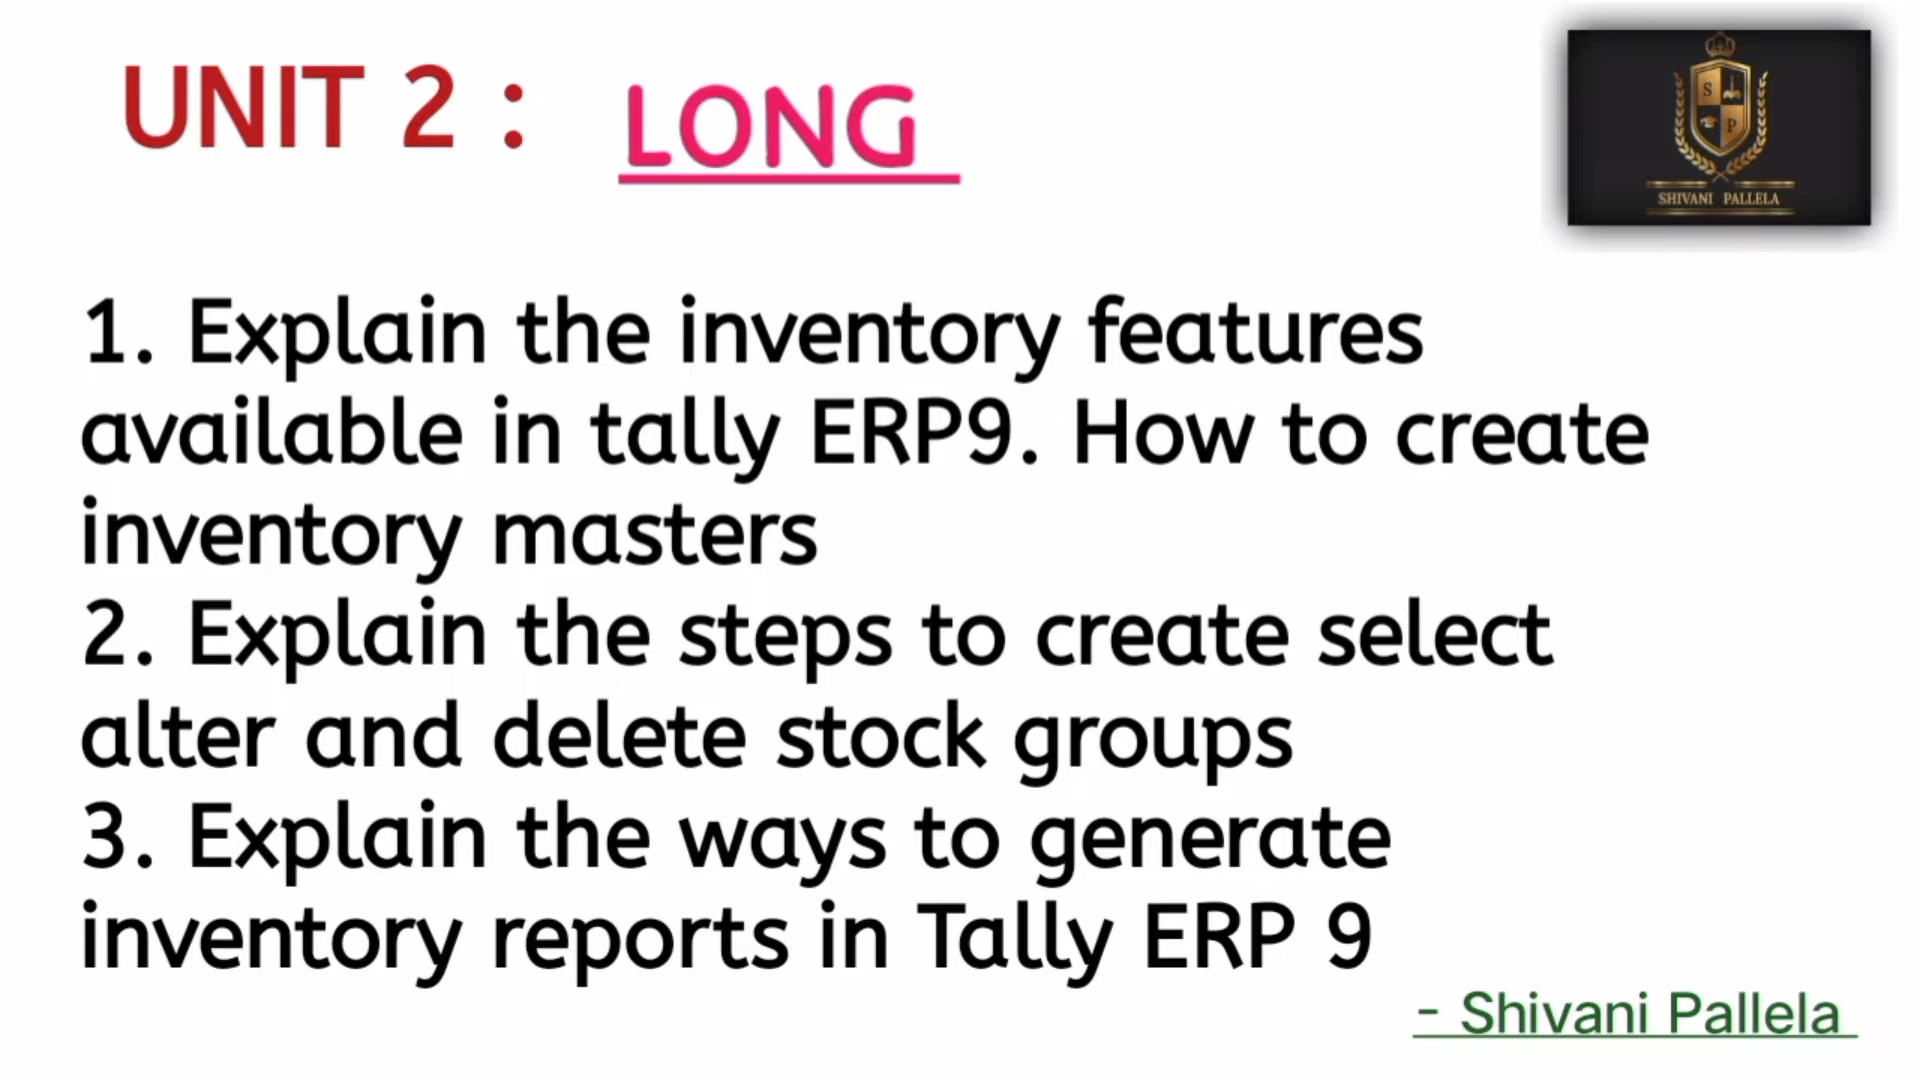 UNIT 2 : LONG
S
P
SHIVANI PALLELA
1. Explain the inventory features
available in tally ERP9. How to create
inventory masters
2. Explain the steps to create select
alter and delete stock groups
3. Explain the ways to generate
inventory reports in Tally ERP 9
- Shivani Pallela